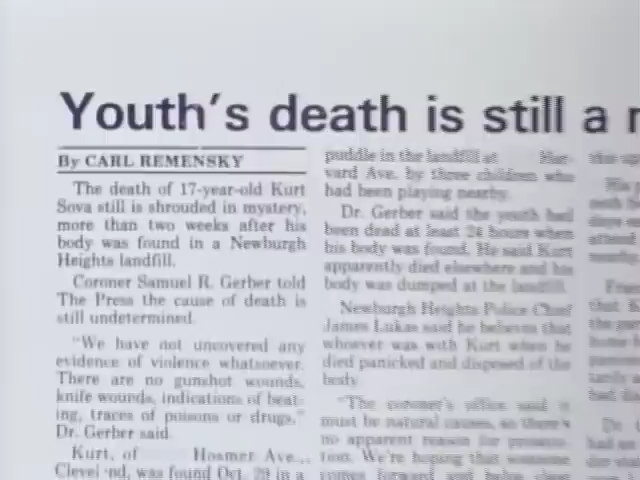 Youth's death is still a
By CARL REMENSKY
The death of 17-year-old Kurt
Sova still is shrouded in mystery,
more than two weeks after his
body was found in a Newburgh
Heights landfill.
Coroner Samuel R. Gerber told
The Press the cause of death is
still undetermined.
"We have not uncovered any
evidence of violence whatsoever.
There are no gunshot wounds,
knife wounds, indications of beat-
ing, traces of poisons or drugs,"
Dr. Gerber said.
Kurt, of Hosmer Ave.,
was found Oct. 29 in a
puddle in the landfill at Har-
vard Ave. by three children who
had been playing nearby.
Dr. Gerber said the youth had
been dead at least 24 hours when
his body was found. He said Kurt
apparently died elsewhere and his
body was dumped at the landfill.
Newburgh Heights Police Chief
James Lukas said he believes that
whoever was with Kurt when he
died panicked and disposed of the
body.
"The coroner's office said it
must be natural causes, so there's
no apparent reason for prosecu-
tion. We're hoping that someone
comes forward and helps clear